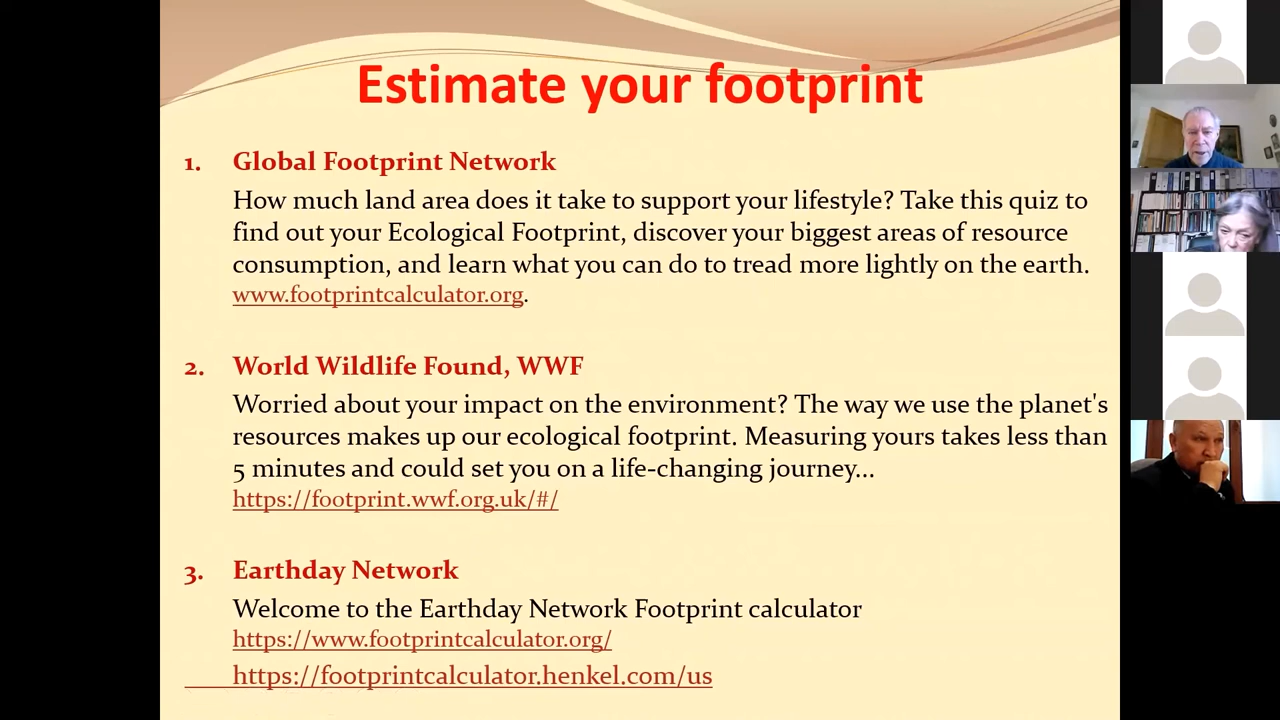 Estimate your footprint
1. Global Footprint Network
How much land area does it take to support your lifestyle? Take this quiz to
find out your Ecological Footprint, discover your biggest areas of resource
consumption, and learn what you can do to tread more lightly on the earth.
www.footprintcalculator.org.
2. World Wildlife Found, WWF
Worried about your impact on the environment? The way we use the planet's
resources makes up our ecological footprint. Measuring yours takes less than
5 minutes and could set you on a life-changing journey...
https://footprint.wwf.org.uk/#/
3. Earthday Network
Welcome to the Earthday Network Footprint calculator
https://www.footprintcalculator.org/
https://footprintcalculator.henkel.com/us